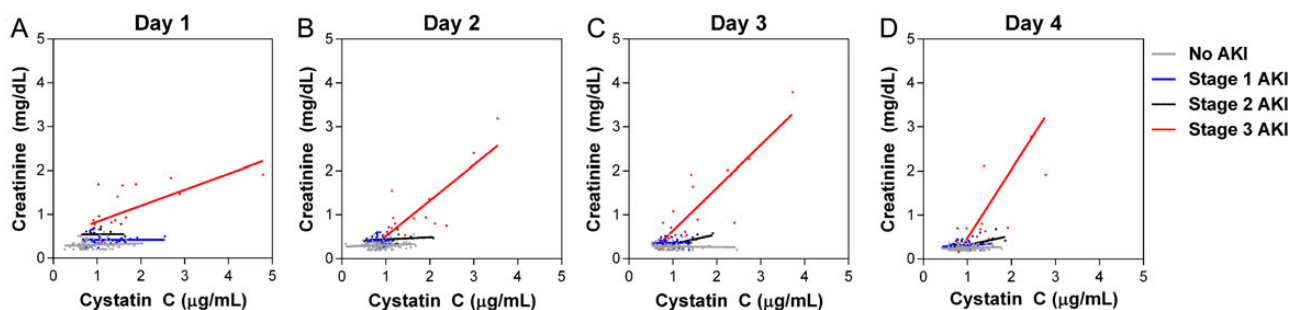 A Day 1
B Day 2
C Day 3
D Day 4
Creatinine (mg/dL)
5
4
3
2
1
0
0 1 2 3 4 5
Cystatin C (μg/mL)
Creatinine (mg/dL)
5
4
3
2
1
0
0 1 2 3 4 5
Cystatin C (μg/mL)
Creatinine (mg/dL)
5
4
3
2
1
0
0 1 2 3 4 5
Cystatin C (μg/mL)
Creatinine (mg/dL)
5
4
3
2
1
0
0 1 2 3 4 5
Cystatin C (μg/mL)
No AKI
Stage 1 AKI
Stage 2 AKI
Stage 3 AKI